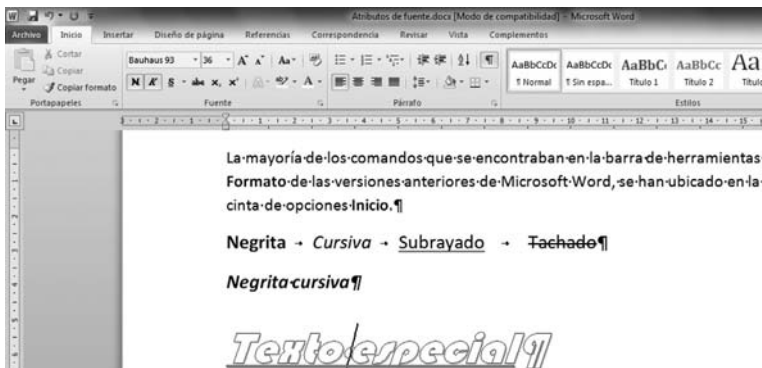 Atributos de fuente.docx [Modo de compatibilidad] - Microsoft Word
Archivo Inicio Insertar Diseño de página Referencias Correspondencia Revisar Vista Complementos
Pegar
Cortar
Copiar
Copiar formato
Portapapeles
Bauhaus 93 36
N K S abc x, x²
Fuente
Párrafo
AaBbCcDc AaBbCcDc AaBbC AaBbCc Aa
¶ Normal ¶ Sin espa... Título 1 Título 2 Título
Estilos
La·mayoría·de·los·comandos·que·se·encontraban·en·la·barra·de·herramientas
Formato·de·las·versiones·anteriores·de·Microsoft·Word,·se·han·ubicado·en·la·
cinta·de·opciones·Inicio.¶
Negrita → Cursiva → Subrayado → Tachado¶
Negrita·cursiva¶
Texto·especial¶